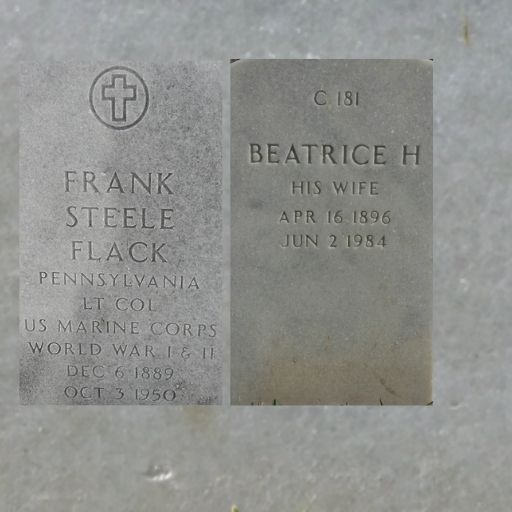 FRANK
STEELE
FLACK
PENNSYLVANIA
LT COL
US MARINE CORPS
WORLD WAR I & II
DEC 6 1889
OCT 3 1950
C 181
BEATRICE H
HIS WIFE
APR 16 1896
JUN 2 1984